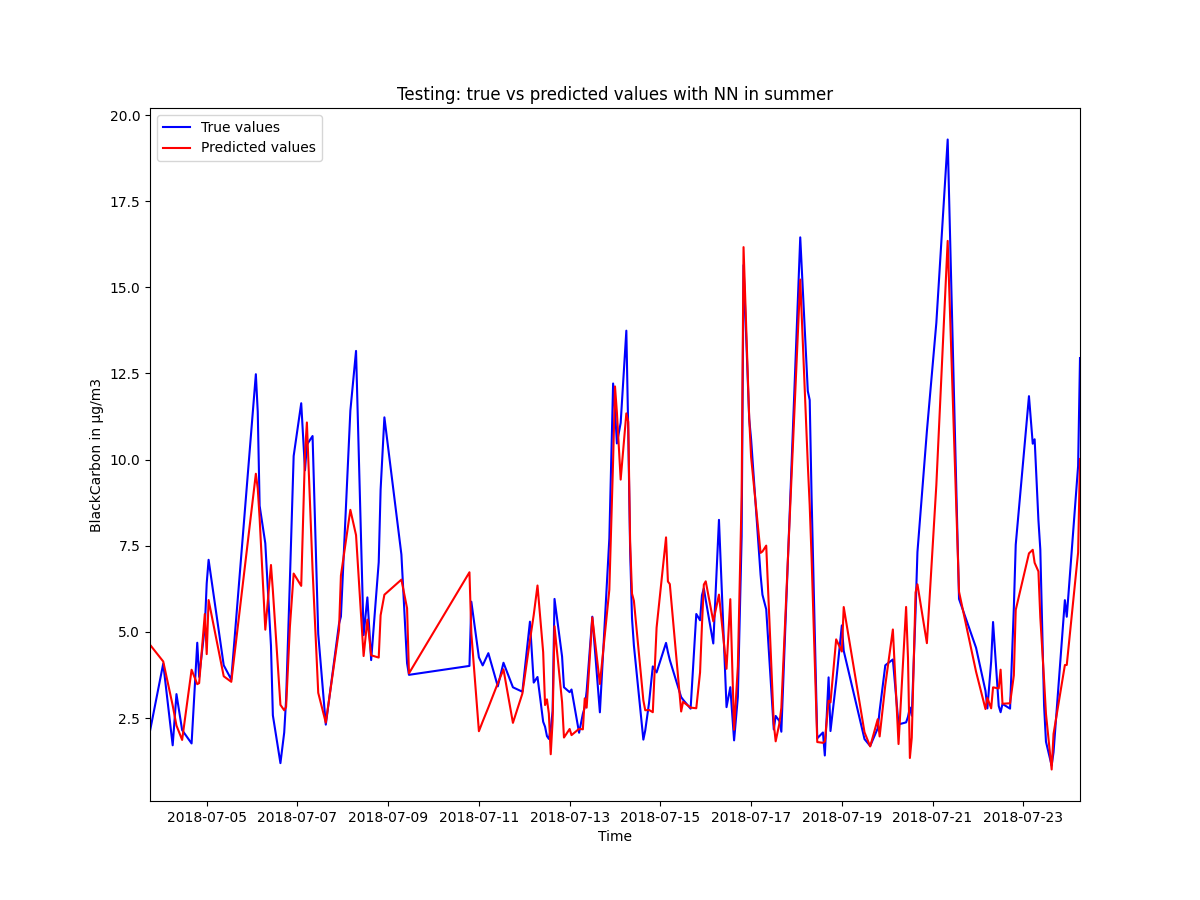 Testing: true vs predicted values with NN in summer
True values
Predicted values
20.0
17.5
15.0
12.5
10.0
7.5
5.0
2.5
BlackCarbon in µg/m3
2018-07-05 2018-07-07 2018-07-09 2018-07-11 2018-07-13 2018-07-15 2018-07-17 2018-07-19 2018-07-21 2018-07-23
Time